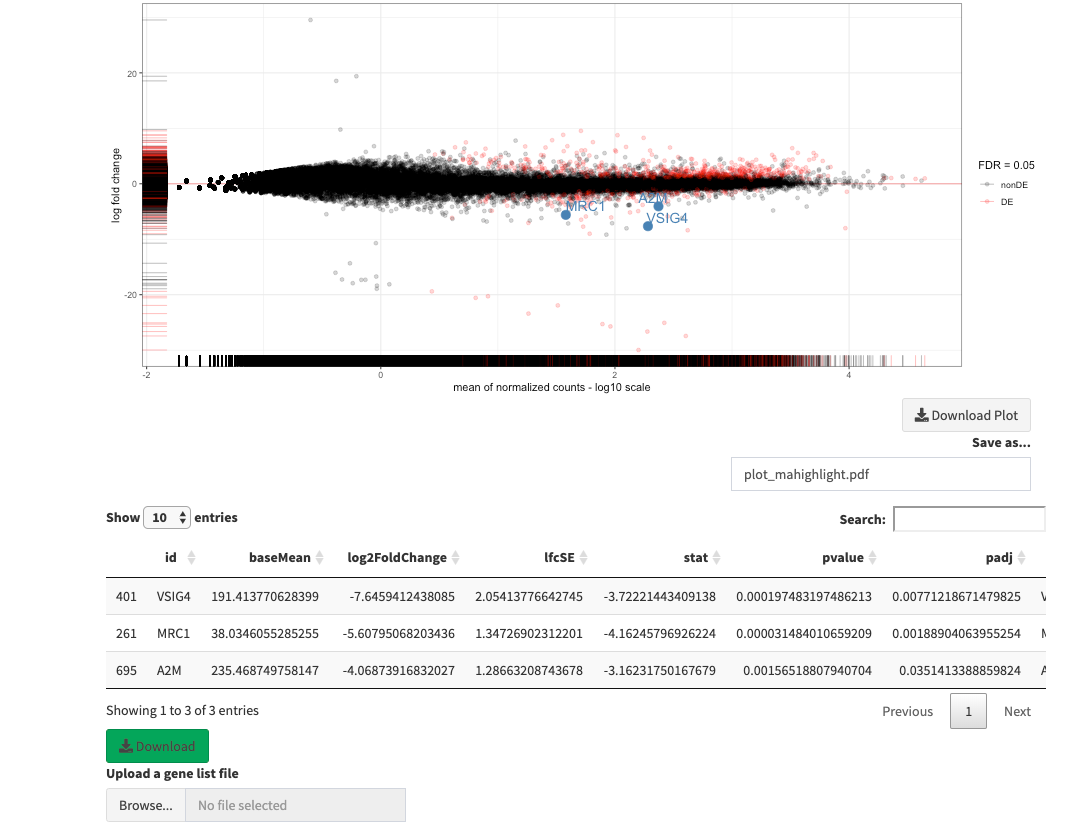 20
0
-20
log fold change
MRC1
A2M
VSIG4
FDR = 0.05
nonDE
DE
-2 0 2 4
mean of normalized counts - log10 scale
Download Plot
Save as...
plot_mahighlight.pdf
Show 10 entries
Search:
id baseMean log2FoldChange lfcSE stat pvalue padj
401 VSIG4 191.413770628399 -7.6459412438085 2.05413776642745 -3.72221443409138 0.000197483197486213 0.00771218671479825
261 MRC1 38.0346055285255 -5.60795068203436 1.34726902312201 -4.16245796926224 0.000031484010659209 0.00188904063955254
695 A2M 235.468749758147 -4.06873916832027 1.28663208743678 -3.16231750167679 0.00156518807940704 0.0351413388859824
Showing 1 to 3 of 3 entries
Previous 1 Next
Download
Upload a gene list file
Browse... No file selected